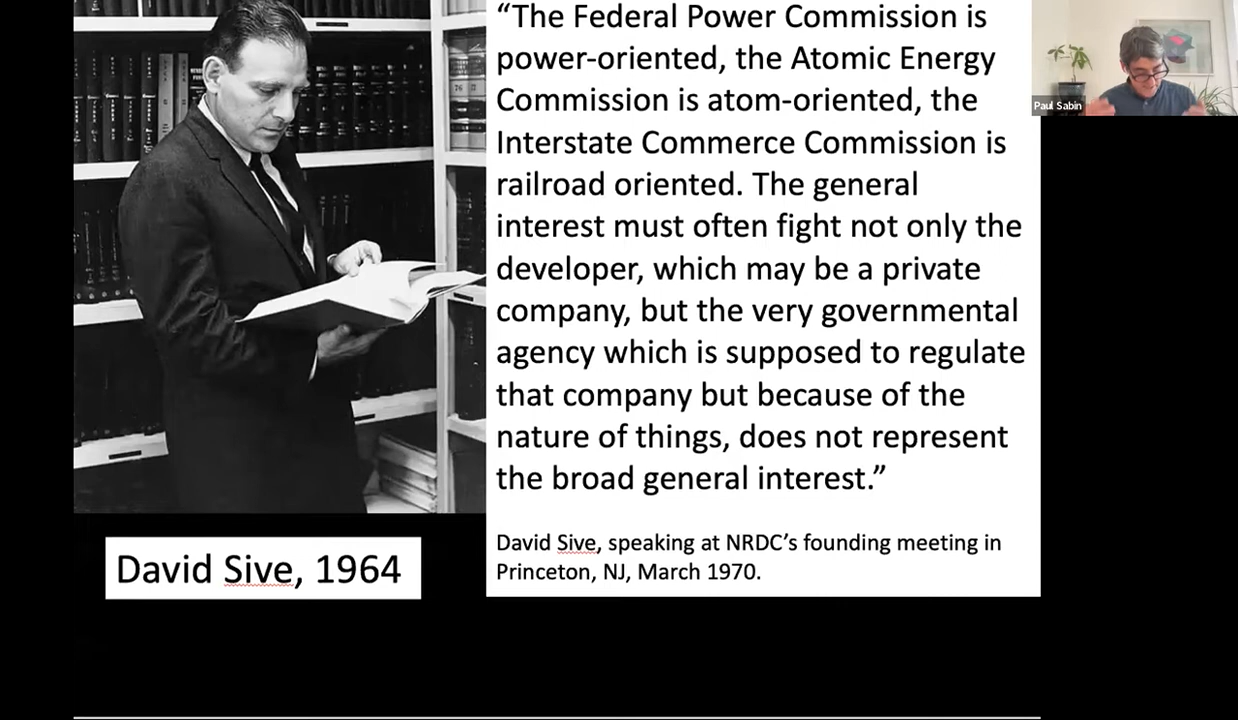 “The Federal Power Commission is
power-oriented, the Atomic Energy
Commission is atom-oriented, the
Interstate Commerce Commission is
railroad oriented. The general
interest must often fight not only the
developer, which may be a private
company, but the very governmental
agency which is supposed to regulate
that company but because of the
nature of things, does not represent
the broad general interest.”
David Sive, speaking at NRDC’s founding meeting in
Princeton, NJ, March 1970.
David Sive, 1964
Paul Sabin